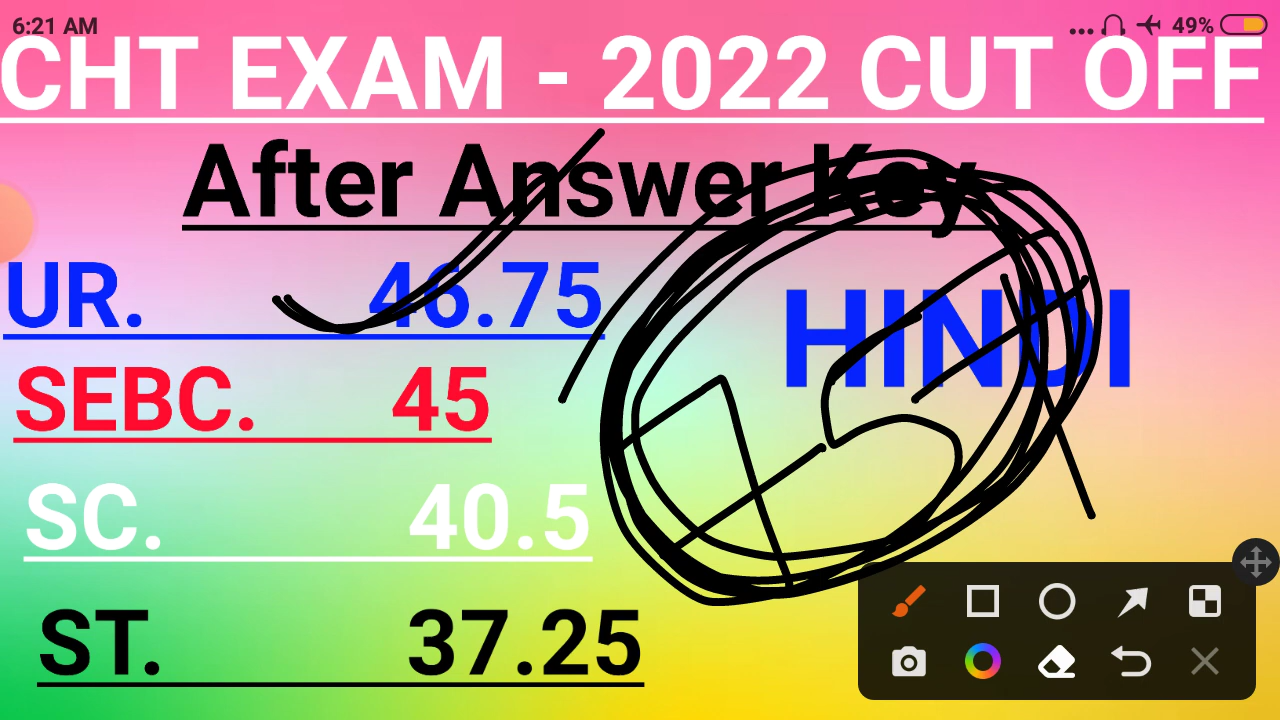 6:21 AM
49%
CHT EXAM - 2022 CUT OFF
After Answer Key
UR. 46.75
HINDI
SEBC. 45
SC. 40.5
ST. 37.25